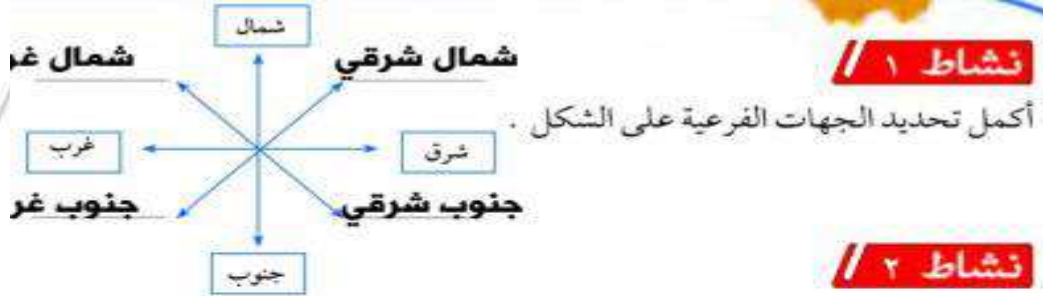 نشاط ١
أكمل تحديد الجهات الفرعية على الشكل .
شمال
شمال شرقي
شمال غر
شرق
غرب
جنوب شرقي
جنوب غر
جنوب
نشاط ٢